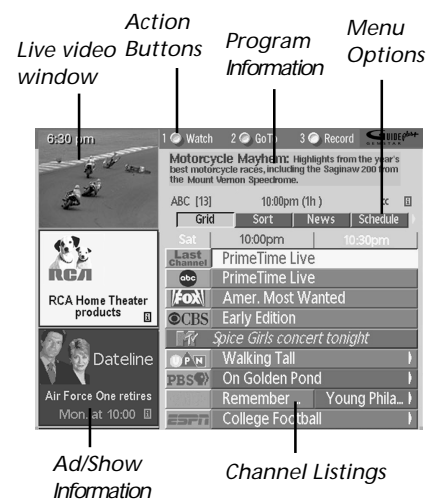 Live video
window
Action
Buttons
Program
Information
Menu
Options
6:30 pm
1 Watch 2 GoTo 3 Record GUIDE Plus+
GEMSTAR
Motorcycle Mayhem: Highlights from the year's
best motorcycle races, including the Saginaw 200 from
the Mount Vernon Speedrome.
ABC [13] 10:00pm (1h )
Grid Sort News Schedule
Sat 10:00pm 10:30pm
Last
Channel PrimeTime Live
abc PrimeTime Live
FOX Amer. Most Wanted
CBS Early Edition
Spice Girls concert tonight
UPN Walking Tall
PBS On Golden Pond
Remember .. Young Phila...
ESPN College Football
RCA
RCA Home Theater
products
Dateline
Air Force One retires
Mon. at 10:00
Ad/Show
Information
Channel Listings